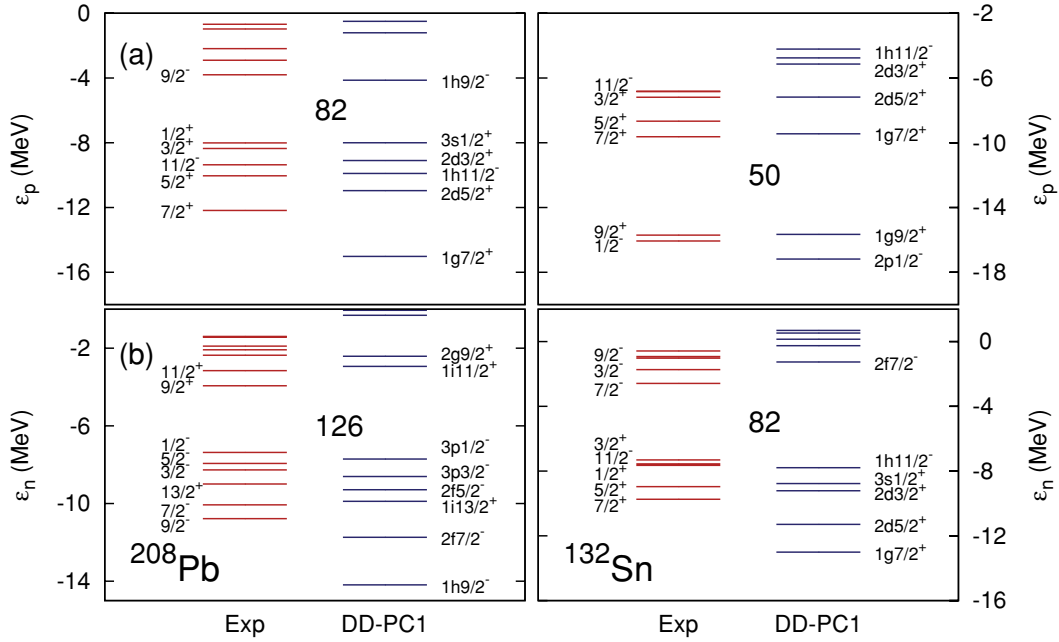 0
-4
-8
-12
-16
εp (MeV)
(a)
9/2-
1/2+
3/2+
11/2-
5/2+
7/2+
82
1h9/2-
3s1/2+
2d3/2+
1h11/2-
2d5/2+
1g7/2+
11/2-
3/2+
5/2+
7/2+
9/2+
1/2-
50
1h11/2-
2d3/2+
2d5/2+
1g7/2+
1g9/2+
2p1/2-
-2
-6
-10
-14
-18
εp (MeV)
-2
-6
-10
-14
εn (MeV)
(b)
11/2+
9/2+
1/2-
5/2-
3/2-
13/2+
7/2-
9/2-
126
2g9/2+
1i11/2+
3p1/2-
3p3/2-
2f5/2-
1i13/2+
2f7/2-
1h9/2-
208Pb
9/2-
3/2-
7/2-
3/2+
11/2-
1/2+
5/2+
7/2+
82
2f7/2-
1h11/2-
3s1/2+
2d3/2+
2d5/2+
1g7/2+
132Sn
0
-4
-8
-12
-16
εn (MeV)
Exp DD-PC1 Exp DD-PC1